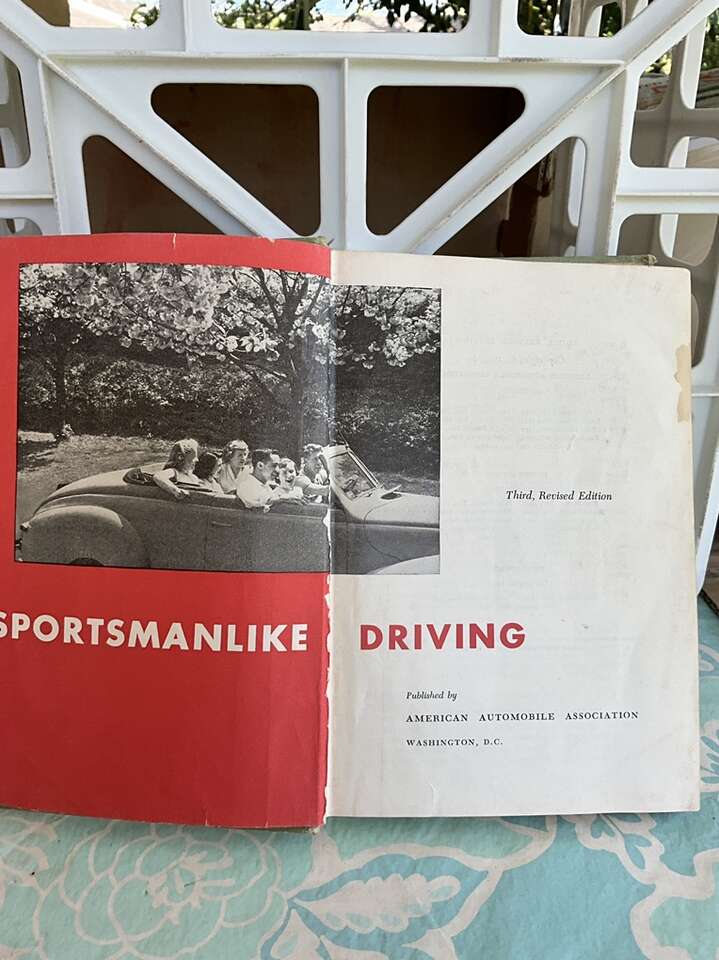 Third, Revised Edition
SPORTSMANLIKE DRIVING
Published by
AMERICAN AUTOMOBILE ASSOCIATION
WASHINGTON, D.C.